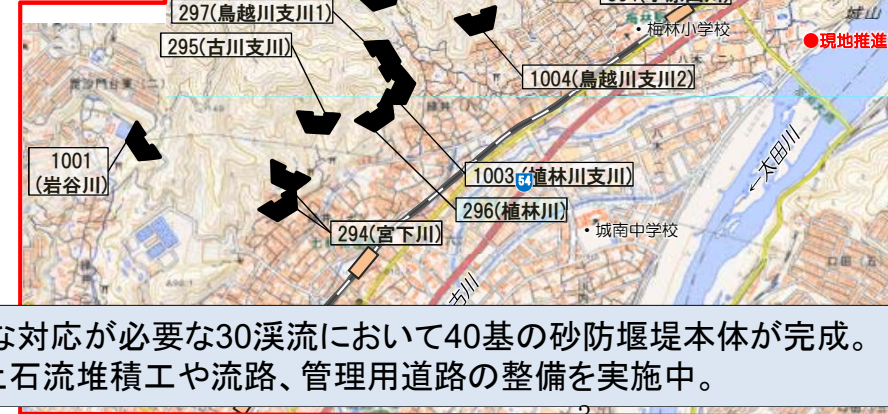 297(鳥越川支川1)
・梅林小学校
城山
●現地推進
295(古川支川)
1004(鳥越川支川2)
1001
(岩谷川)
1003(植林川支川)
54
←太田川
296(植林川)
294(宮下川)
・城南中学校
古川
な対応が必要な30渓流において40基の砂防堰堤本体が完成。
土石流堆積工や流路、管理用道路の整備を実施中。